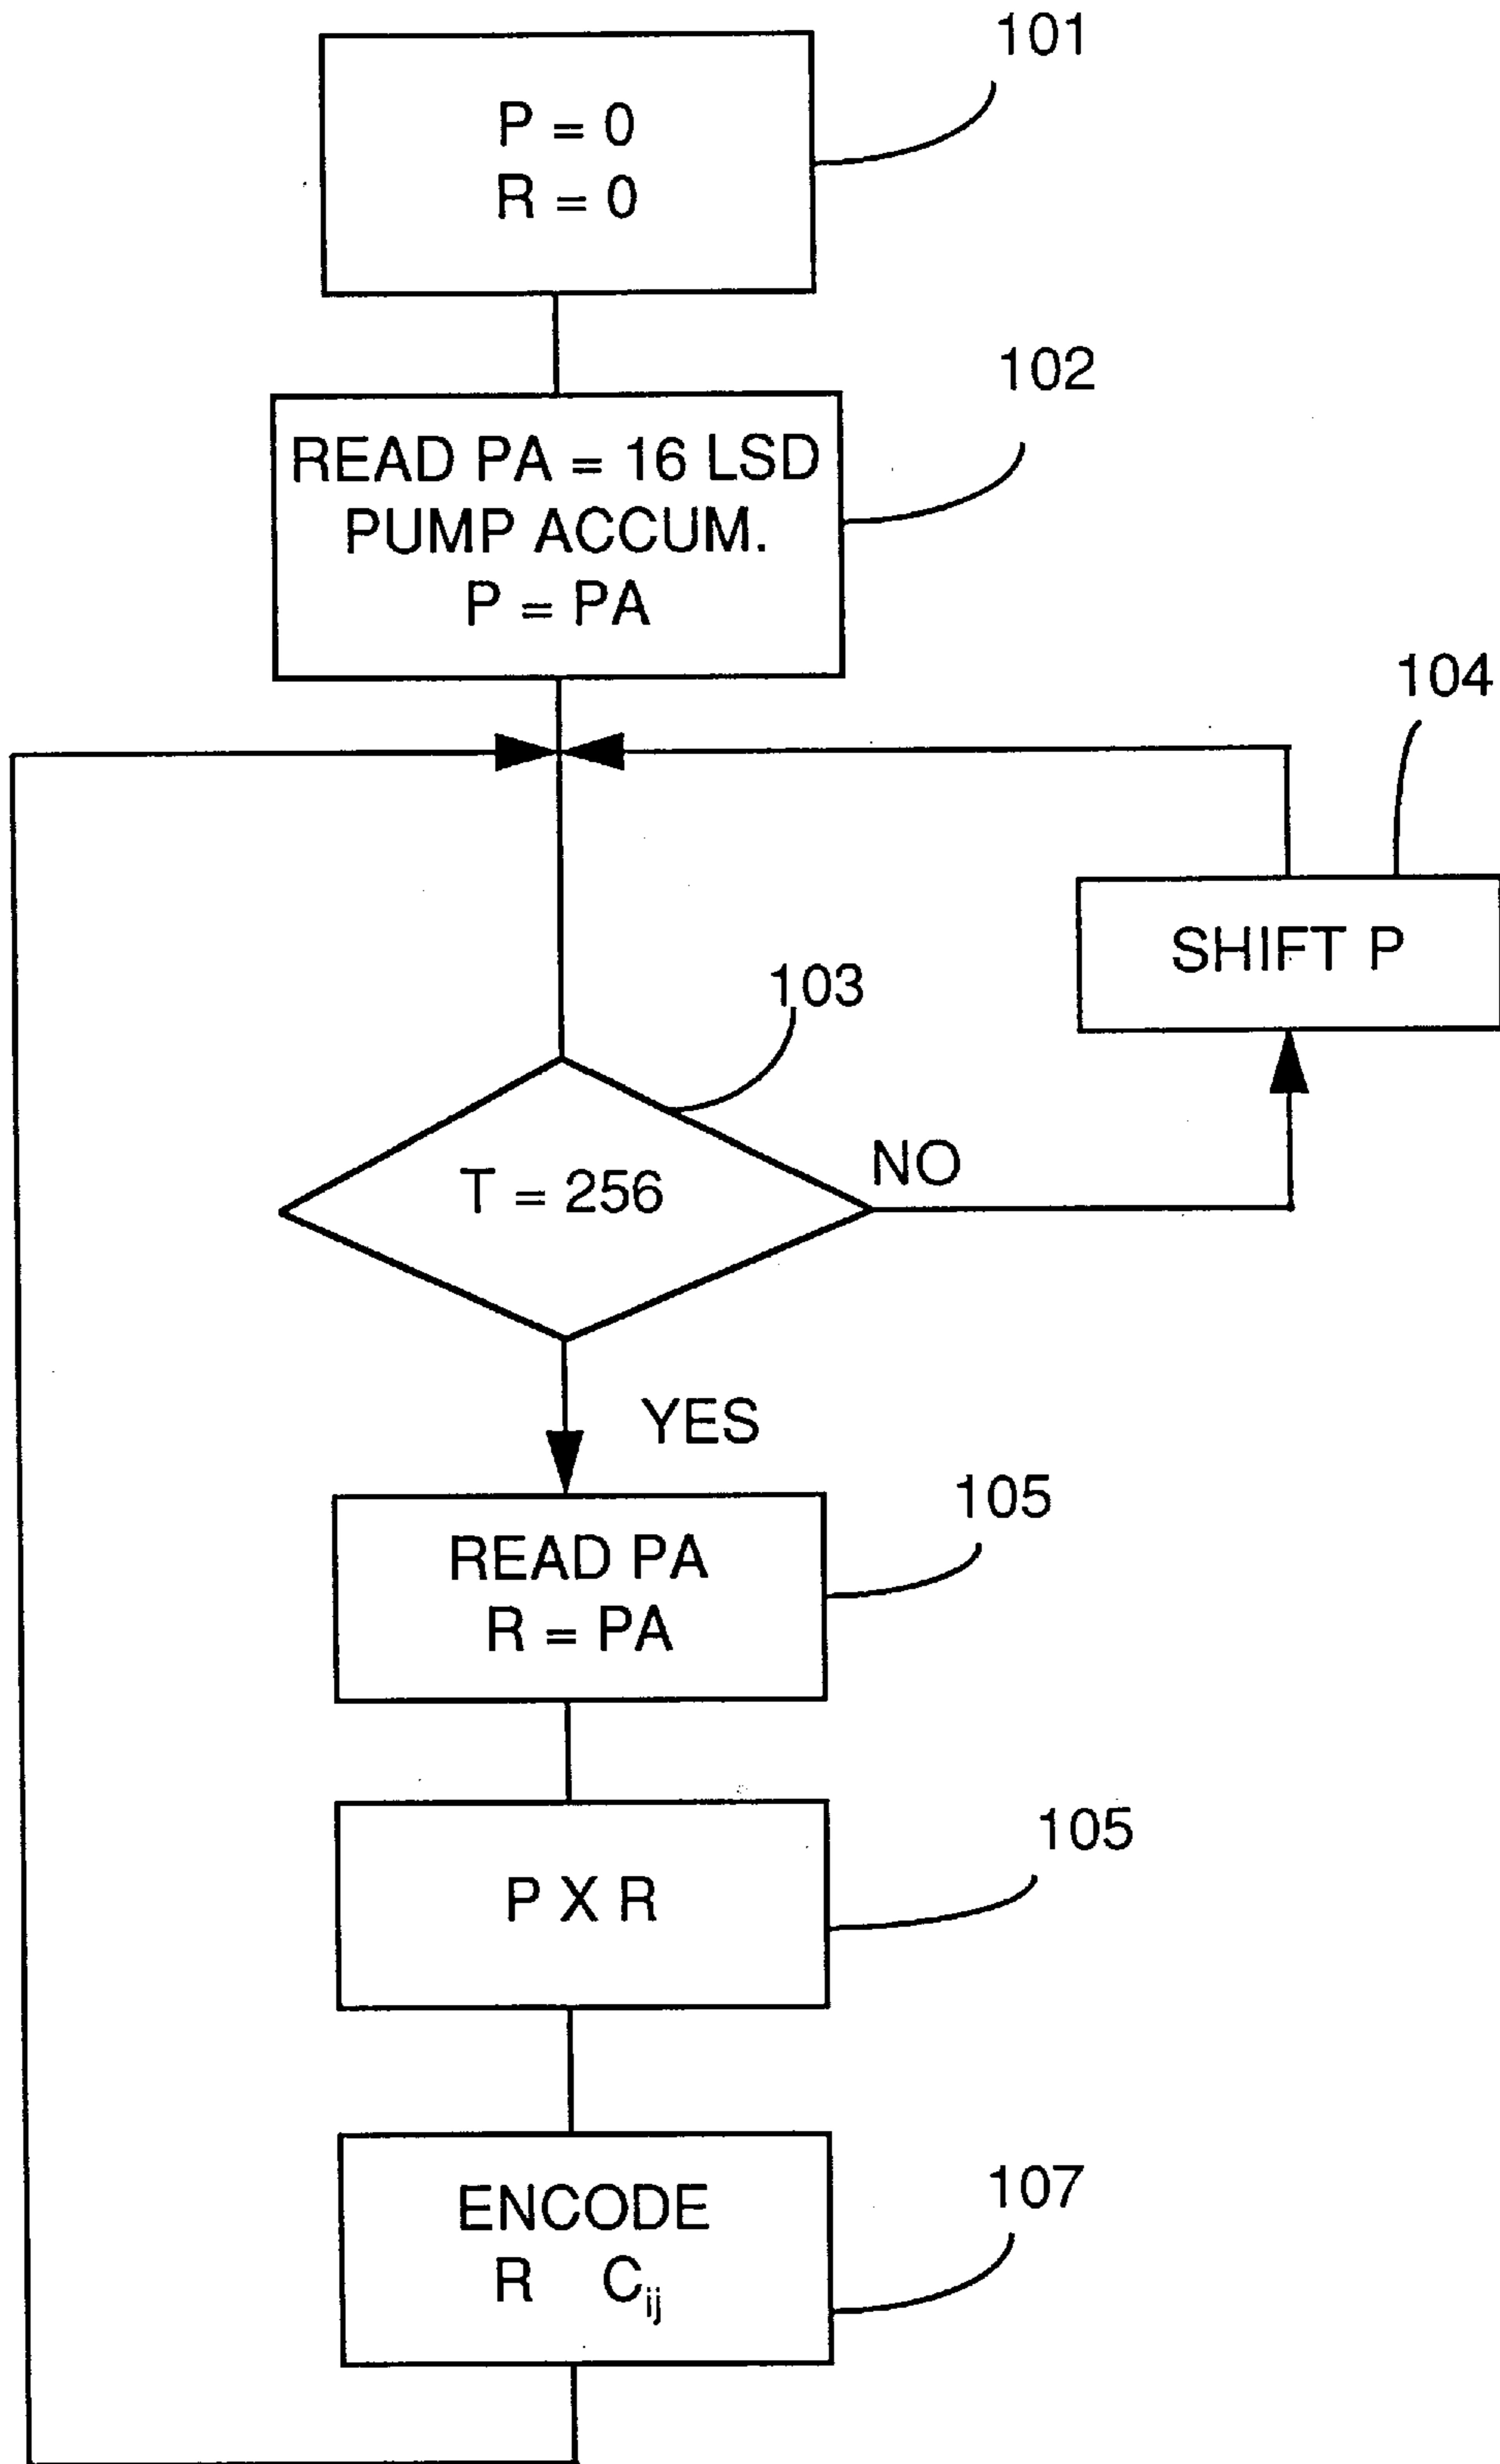 101
P = 0
R = 0
102
READ PA = 16 LSD
PUMP ACCUM.
P = PA
104
SHIFT P
103
T = 256
NO
YES
105
READ PA
R = PA
105
P X R
107
ENCODE
R C_ij